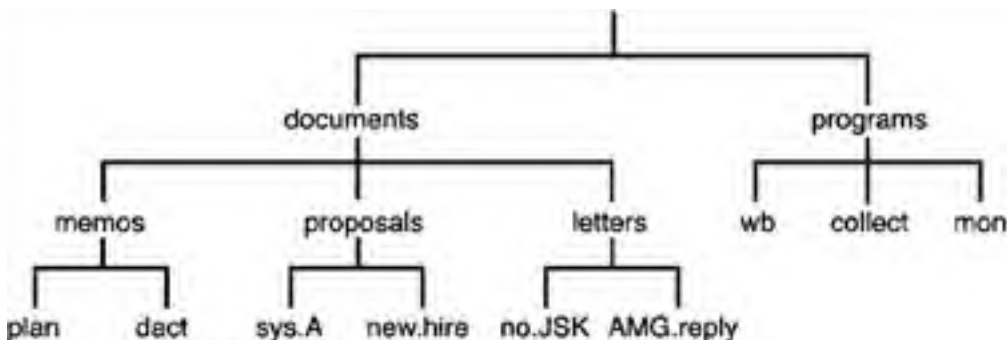 documents programs
memos proposals letters wb collect mon
plan dact sys.A new.hire no.JSK AMG.reply